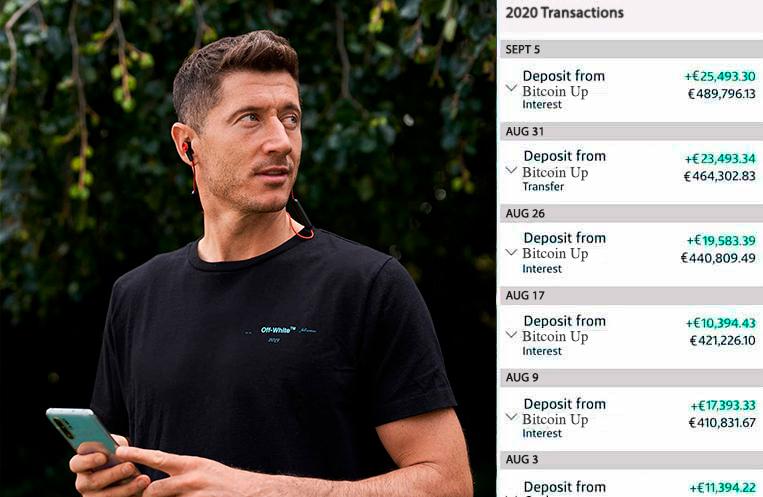 Off-White™
2020 Transactions
SEPT 5
Deposit from
+€25,493.30
Bitcoin Up
€489,796.13
Interest
AUG 31
Deposit from
+€23,493.34
Bitcoin Up
€464,302.83
Transfer
AUG 26
Deposit from
+€19,583.39
Bitcoin Up
€440,809.49
Interest
AUG 17
Deposit from
+€10,394.43
Bitcoin Up
€421,226.10
Interest
AUG 9
Deposit from
+€17,393.33
Bitcoin Up
€410,831.67
Interest
AUG 3
Deposit from
+€11,394.22